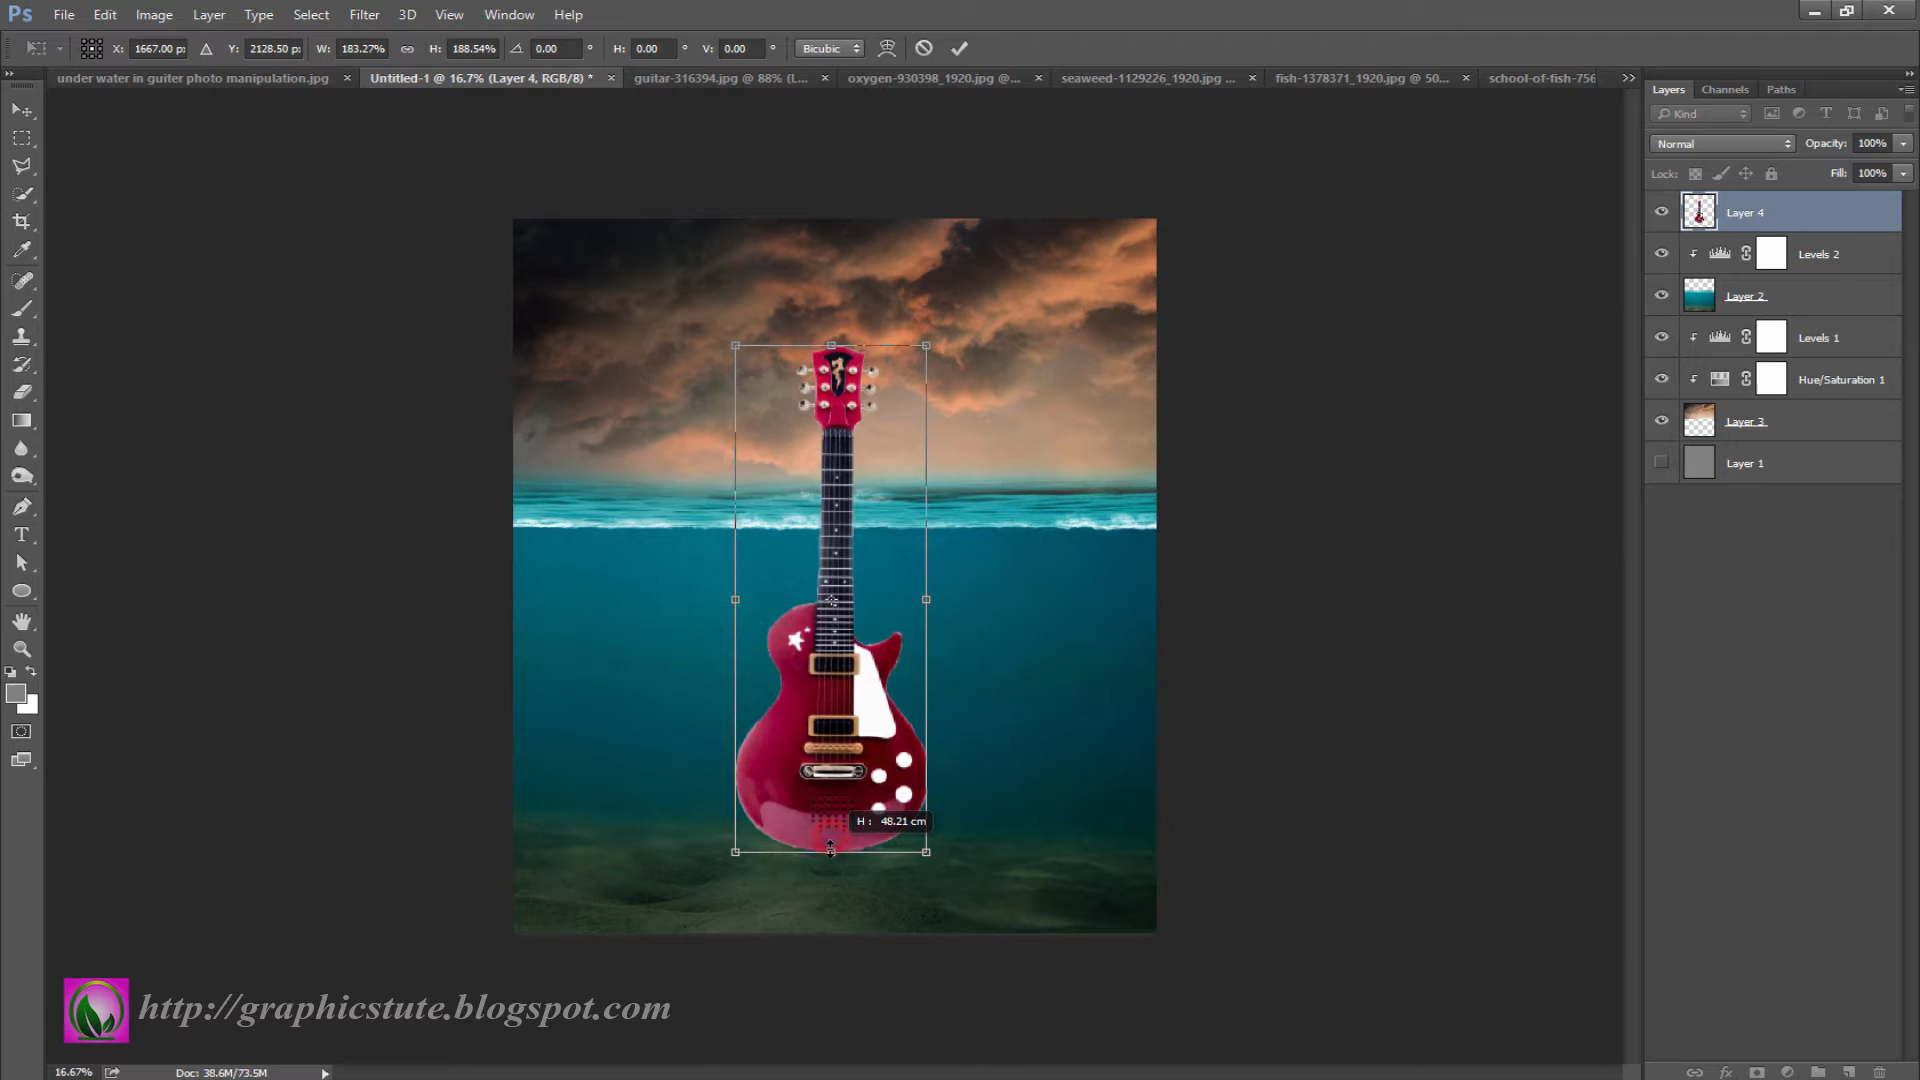 Ps File Edit Image Layer Type Select Filter 3D View Window Help
X: 1667.00 p: Y: 2128.50 p: W: 183.27% H: 188.54% 0.00 ° H: 0.00 ° V: 0.00 ° Bicubic
under water in guiter photo manipulation.jpg × Untitled-1 @ 16.7% (Layer 4, RGB/8) * × guitar-316394.jpg @ 88% (L... × oxygen-930398_1920.jpg @... × seaweed-1129226_1920.jpg ... × fish-1378371_1920.jpg @ 50... × school-of-fish-756 >>
Layers Channels Paths
Kind
Normal Opacity: 100%
Lock: Fill: 100%
Layer 4
Levels 2
Layer 2
Levels 1
Hue/Saturation 1
Layer 3
Layer 1
H : 48.21 cm
http://graphicstute.blogspot.com
16.67% Doc: 38.6M/73.5M